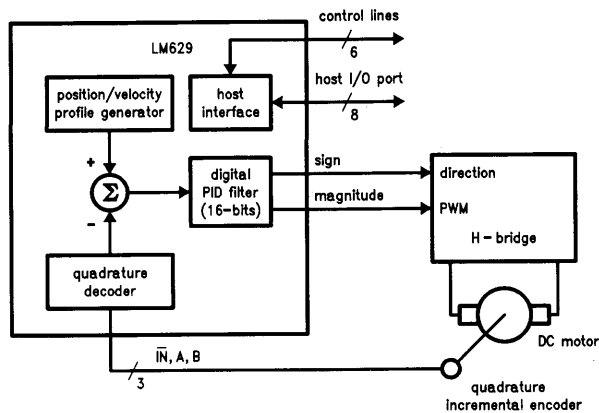 control lines
6
LM629
host I/O port
8
position/velocity
profile generator
host
interface
+
Σ
-
digital
PID filter
(16-bits)
sign
magnitude
direction
PWM
H-bridge
quadrature
decoder
DC motor
I̅N̅, A, B
3
quadrature
incremental encoder